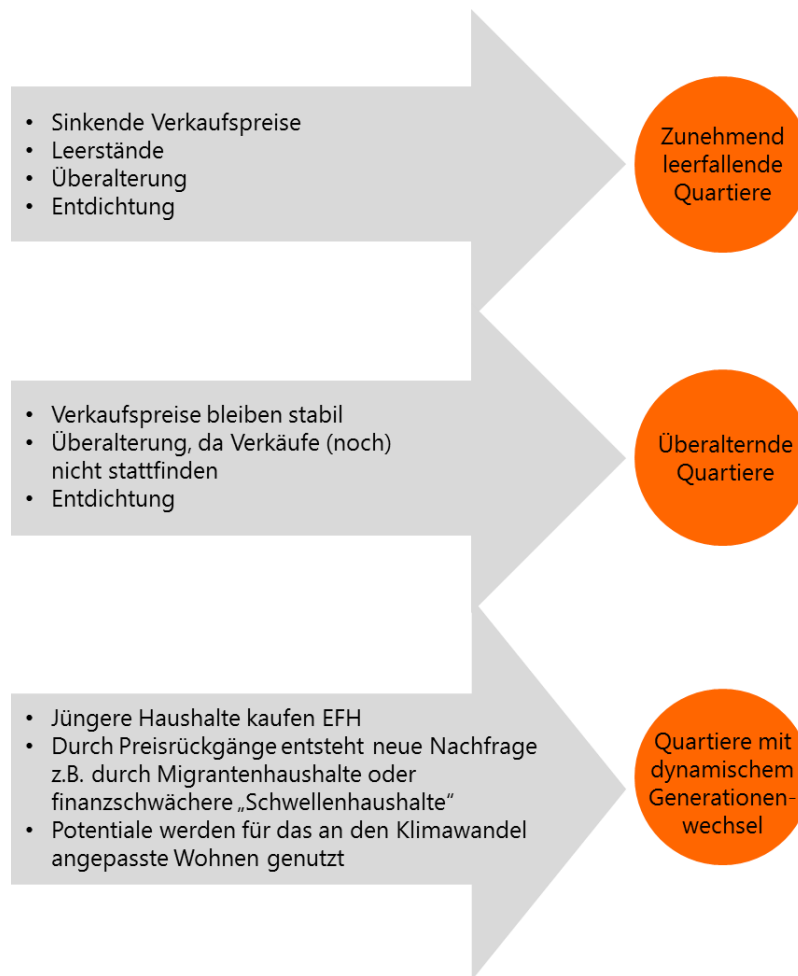 • Sinkende Verkaufspreise
• Leerstände
• Überalterung
• Entdichtung
Zunehmend
leerfallende
Quartiere
• Verkaufspreise bleiben stabil
• Überalterung, da Verkäufe (noch)
nicht stattfinden
• Entdichtung
Überalternde
Quartiere
• Jüngere Haushalte kaufen EFH
• Durch Preisrückgänge entsteht neue Nachfrage
z.B. durch Migrantenhaushalte oder
finanzschwächere „Schwellenhaushalte“
• Potentiale werden für das an den Klimawandel
angepasste Wohnen genutzt
Quartiere mit
dynamischem
Generationen-
wechsel